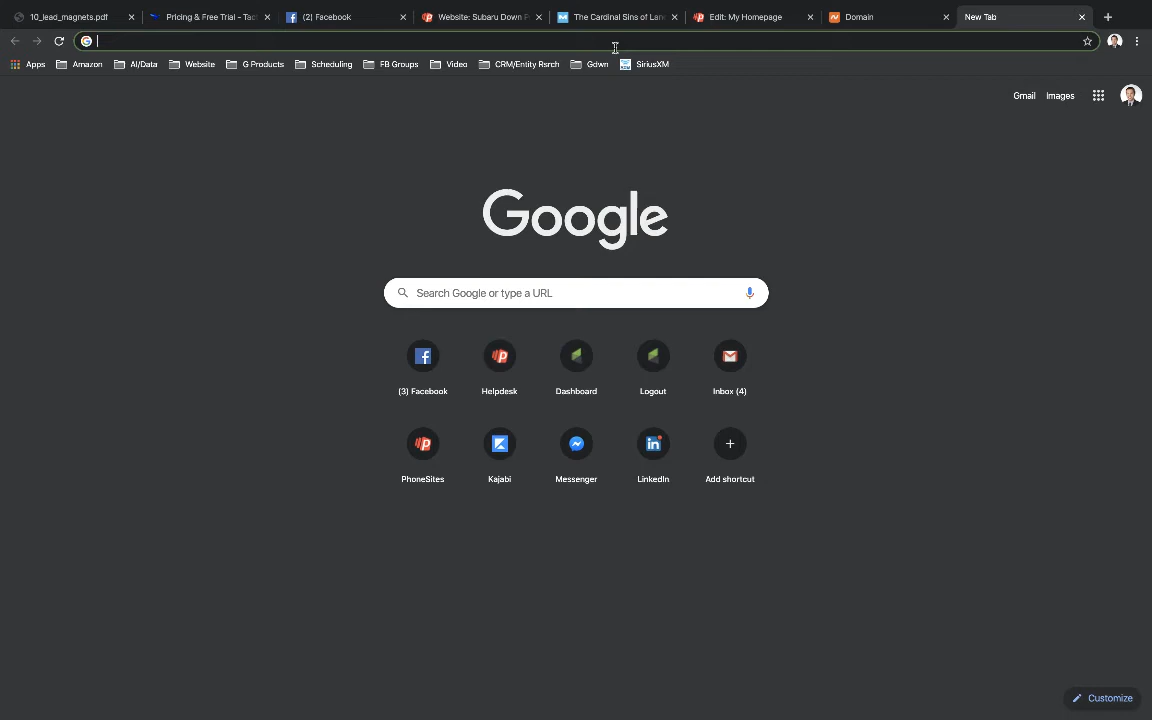 10_lead_magnets.pdf
Pricing & Free Trial - Tact
(2) Facebook
Website: Subaru Down P
The Cardinal Sins of Lan
Edit: My Homepage
Domain
New Tab
Apps
Amazon
AI/Data
Website
G Products
Scheduling
FB Groups
Video
CRM/Entity Rsrch
Gdwn
SiriusXM
Gmail
Images
Google
Search Google or type a URL
(3) Facebook
Helpdesk
Dashboard
Logout
Inbox (4)
PhoneSites
Kajabi
Messenger
LinkedIn
Add shortcut
Customize